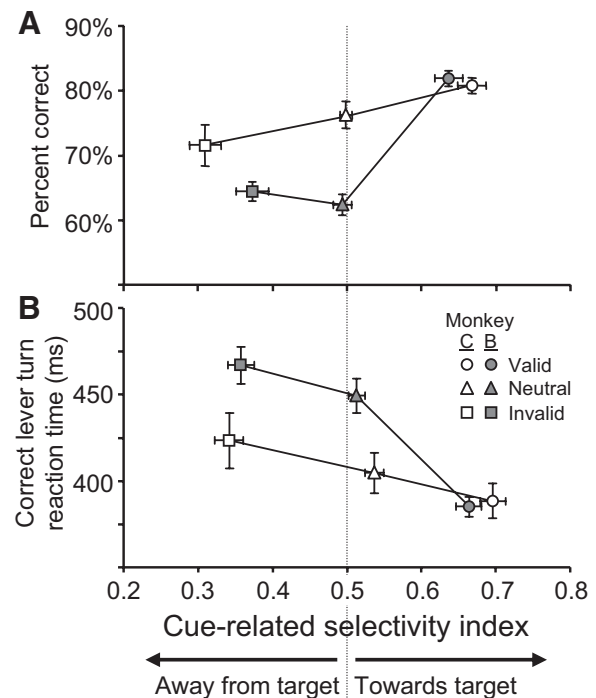 A
90%
80%
70%
60%
Percent correct
B
500
450
400
Correct lever turn
reaction time (ms)
Monkey
C B
Valid
Neutral
Invalid
0.2 0.3 0.4 0.5 0.6 0.7 0.8
Cue-related selectivity index
Away from target Towards target